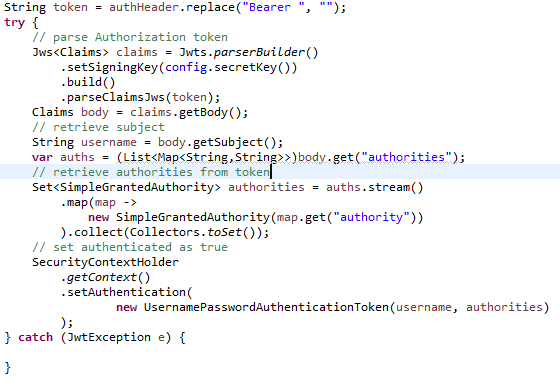 String token = authHeader.replace("Bearer ", "");
try {
// parse Authorization token
Jws<Claims> claims = Jwts.parserBuilder()
.setSigningKey(config.secretKey())
.build()
.parseClaimsJws(token);
Claims body = claims.getBody();
// retrieve subject
String username = body.getSubject();
var auths = (List<Map<String,String>>)body.get("authorities");
// retrieve authorities from token
Set<SimpleGrantedAuthority> authorities = auths.stream()
.map(map ->
new SimpleGrantedAuthority(map.get("authority"))
).collect(Collectors.toSet());
// set authenticated as true
SecurityContextHolder
.getContext()
.setAuthentication(
new UsernamePasswordAuthenticationToken(username, authorities)
);
} catch (JwtException e) {
}